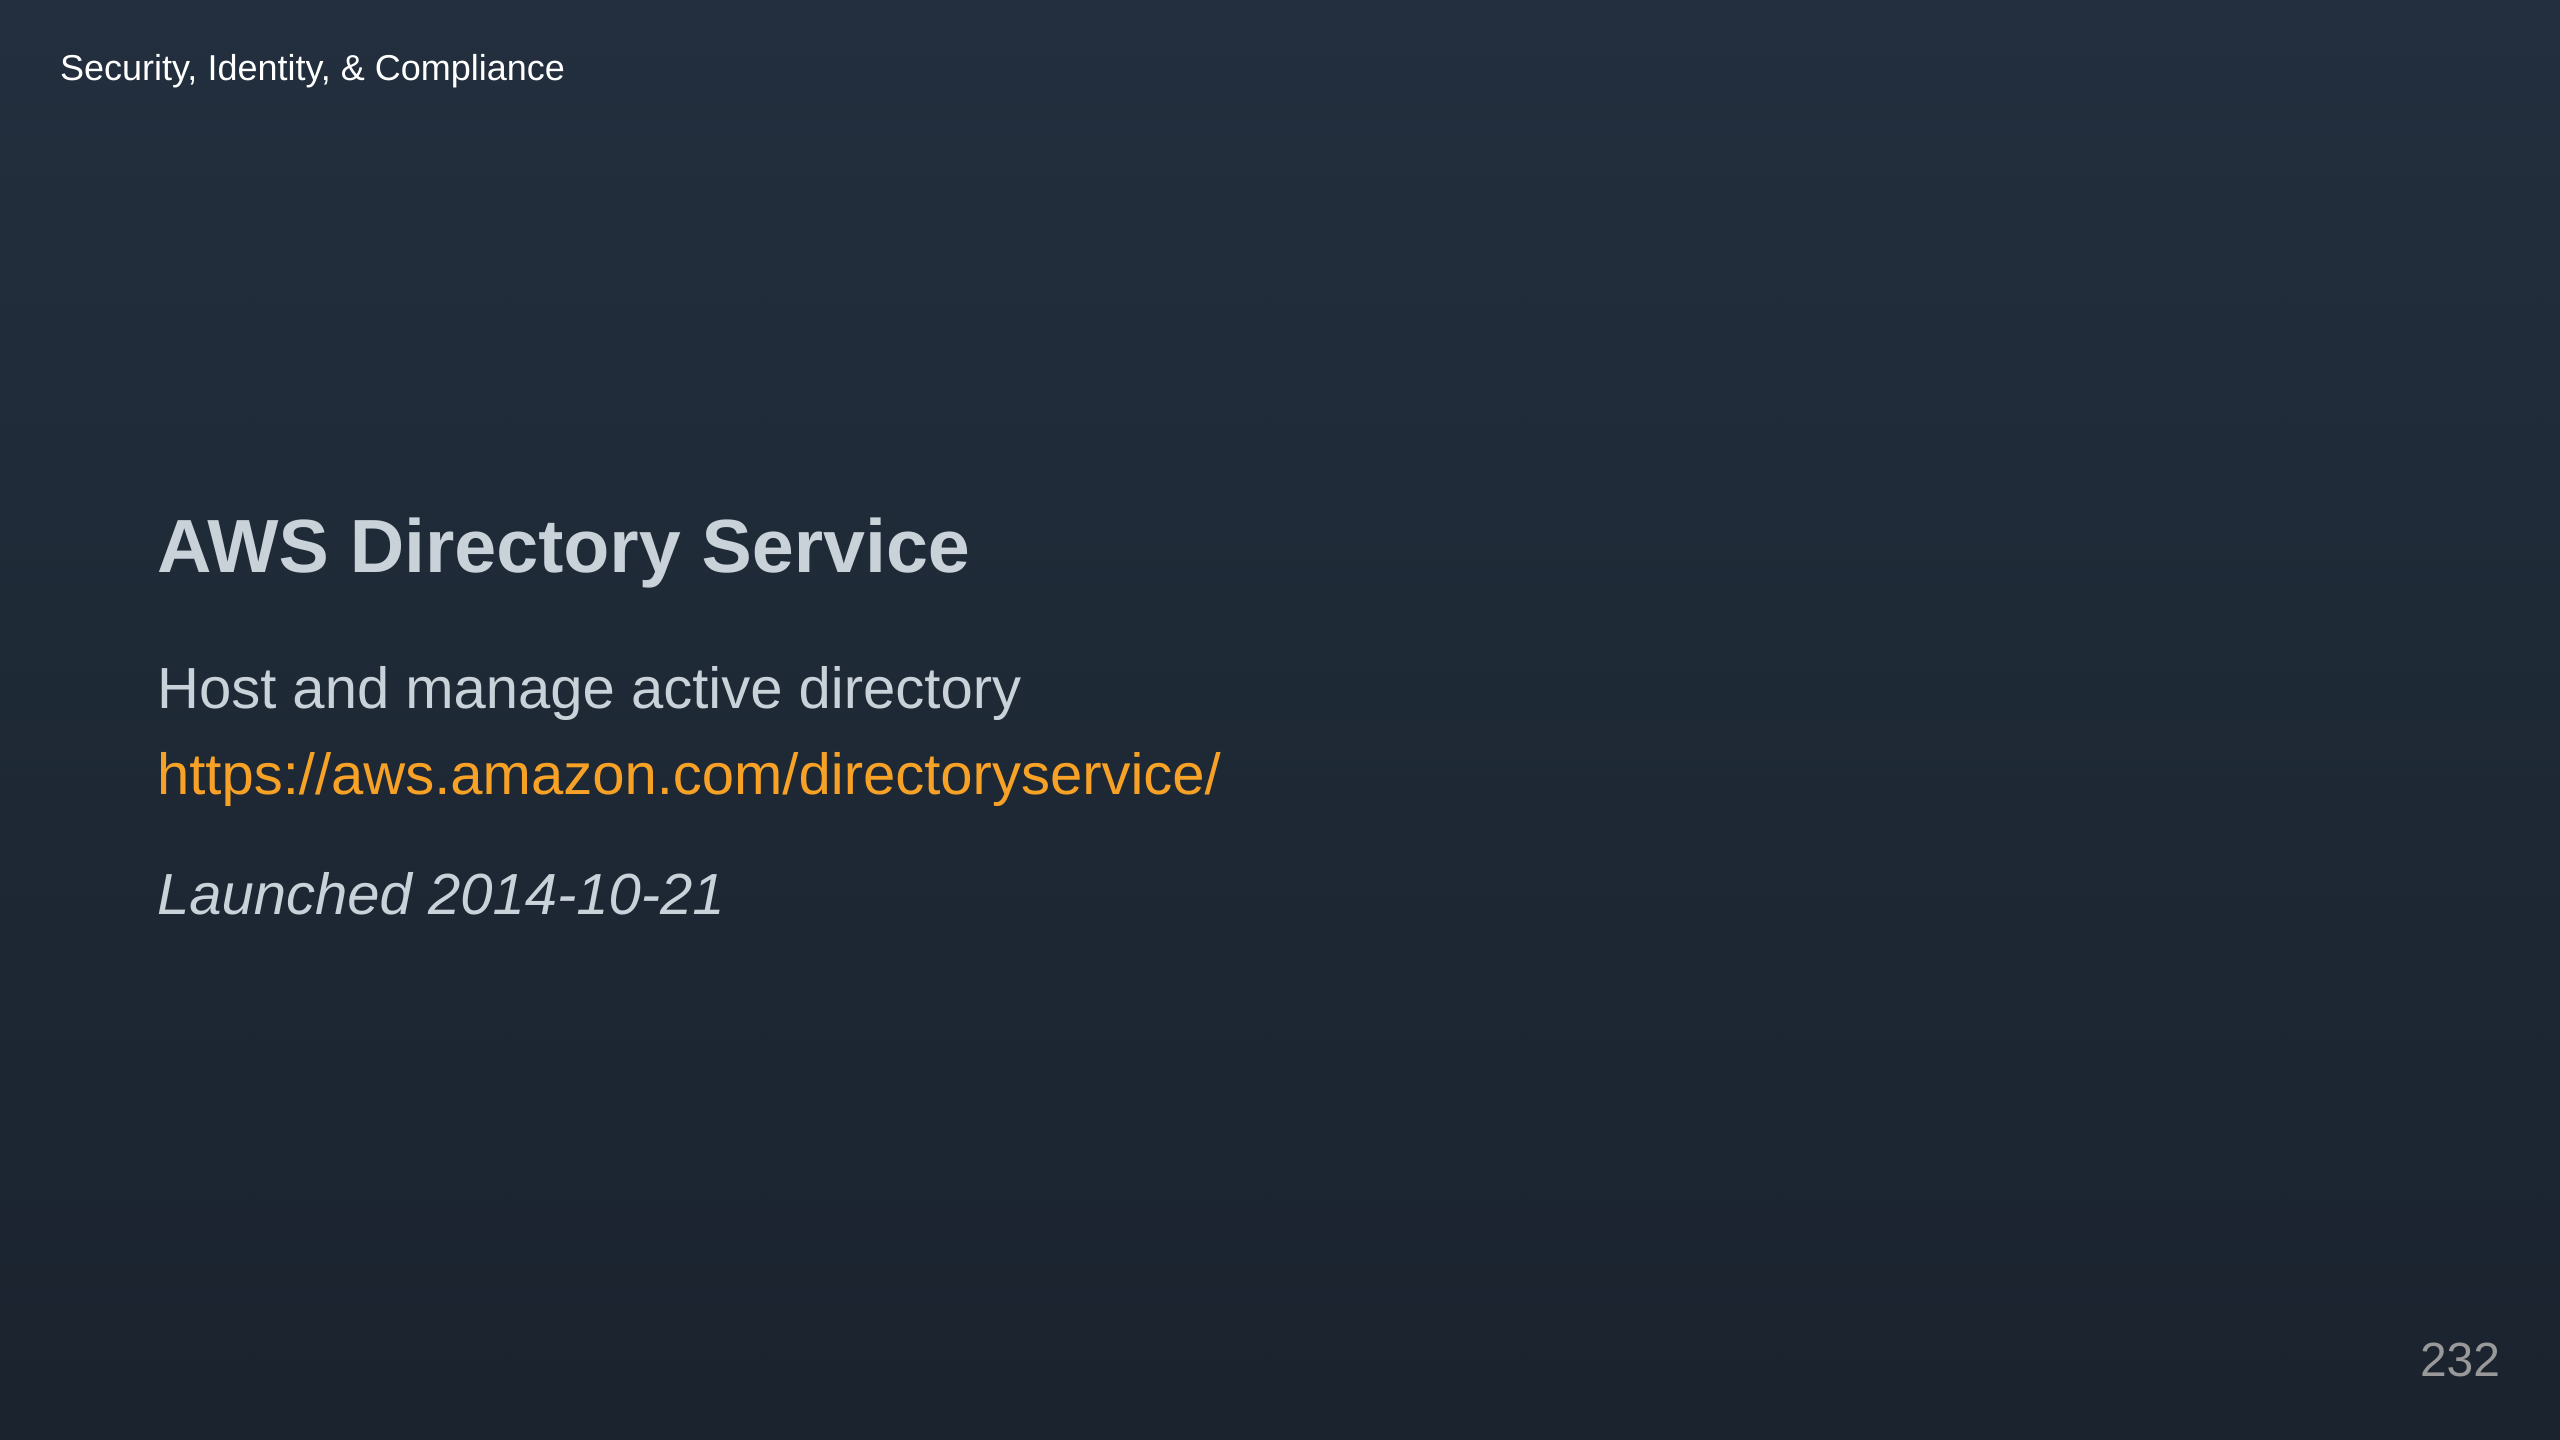 Security, Identity, & Compliance
AWS Directory Service
Host and manage active directory
https://aws.amazon.com/directoryservice/
Launched 2014-10-21
232